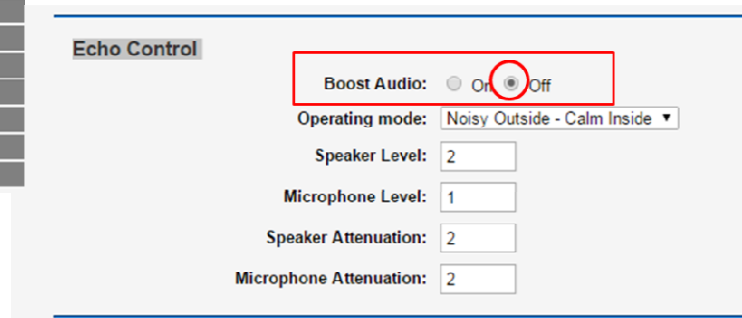 Echo Control
Boost Audio: On Off
Operating mode: Noisy Outside - Calm Inside
Speaker Level: 2
Microphone Level: 1
Speaker Attenuation: 2
Microphone Attenuation: 2